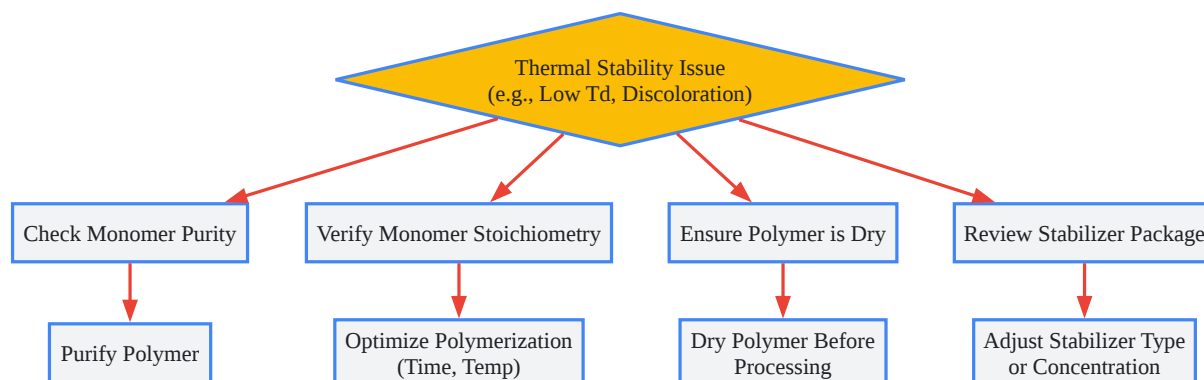 Thermal Stability Issue
(e.g., Low Td, Discoloration)
Check Monomer Purity
Verify Monomer Stoichiometry
Ensure Polymer is Dry
Review Stabilizer Package
Purify Polymer
Optimize Polymerization
(Time, Temp)
Dry Polymer Before
Processing
Adjust Stabilizer Type
or Concentration